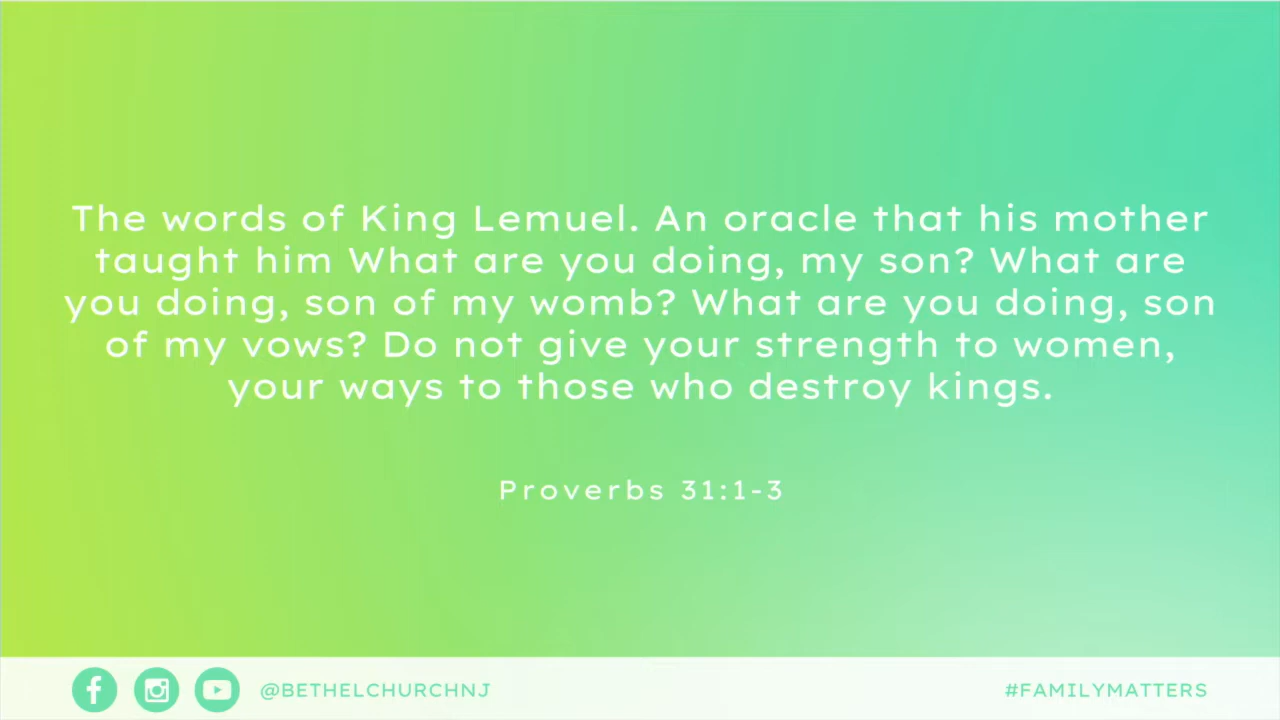 The words of King Lemuel. An oracle that his mother
taught him What are you doing, my son? What are
you doing, son of my womb? What are you doing, son
of my vows? Do not give your strength to women,
your ways to those who destroy kings.
Proverbs 31:1-3
@BETHELCHURCHNJ
#FAMILYMATTERS